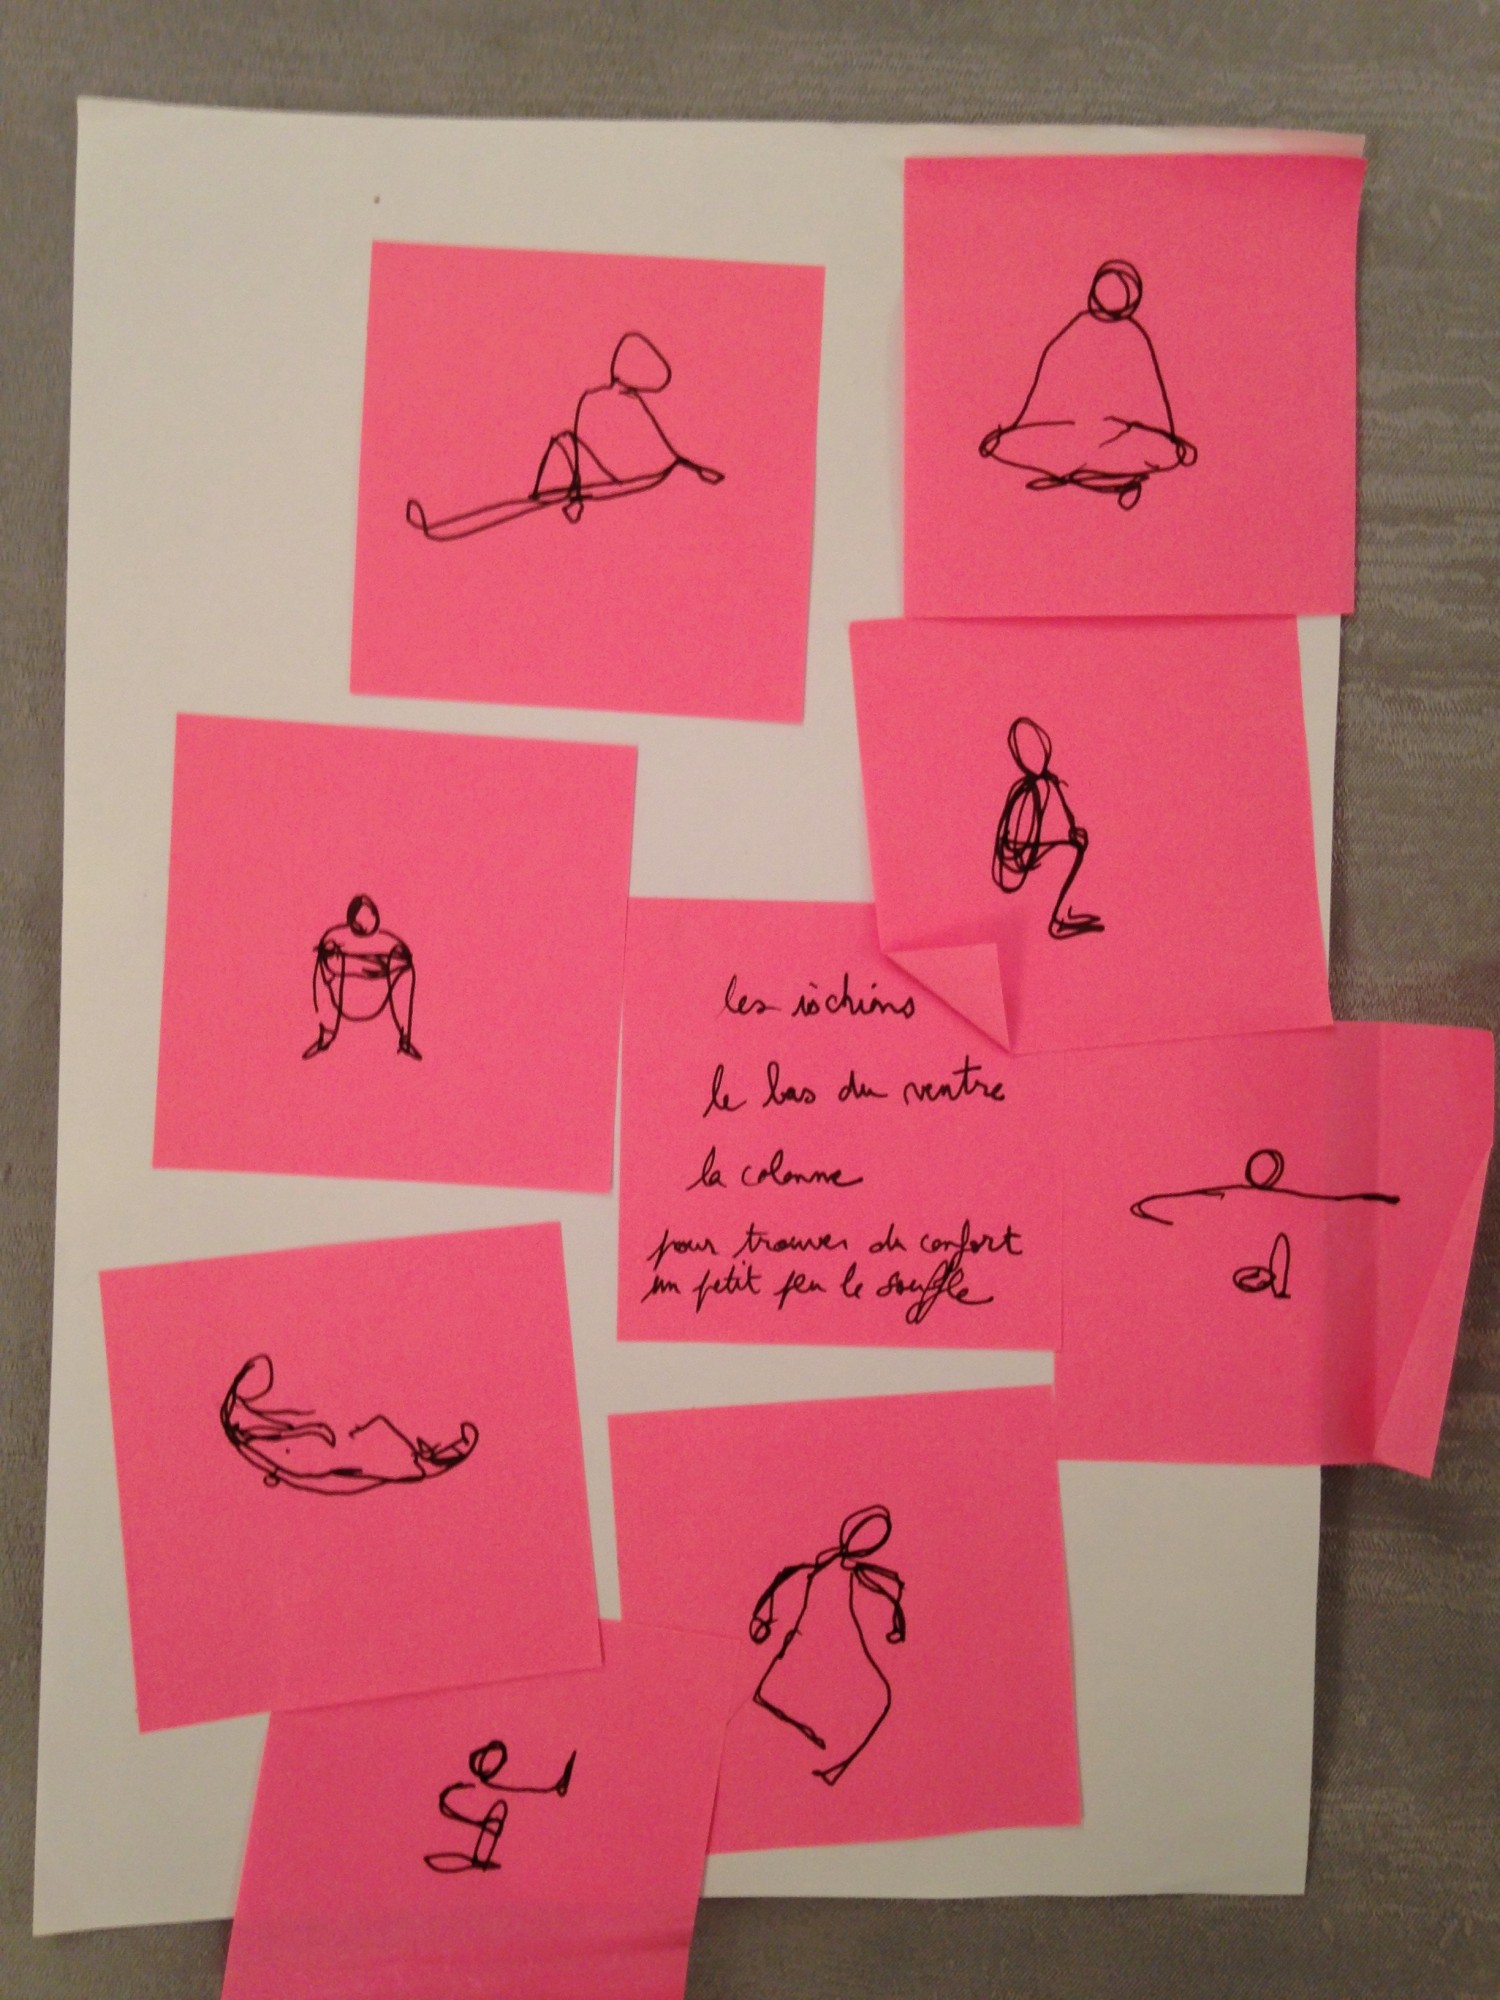 les ischions
le bas du ventre
la colonne
pour trouver du confort
un petit peu le souffle